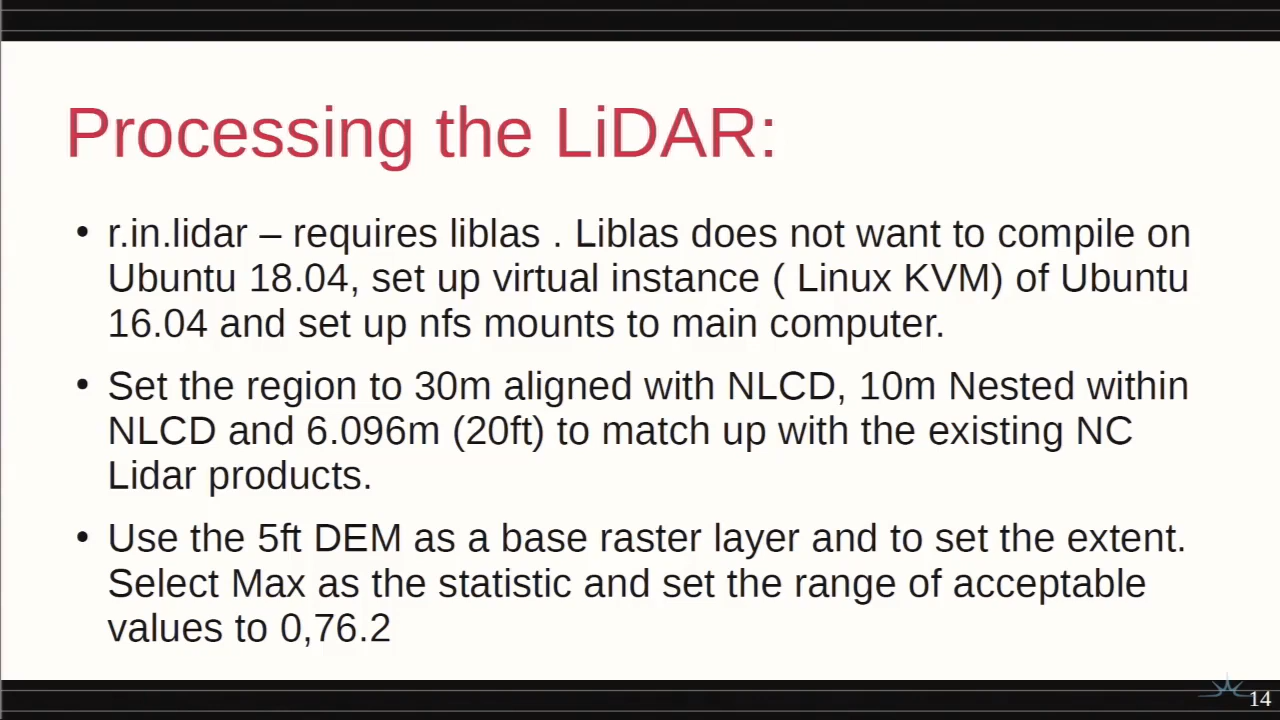 Processing the LiDAR:
• r.in.lidar – requires liblas . Liblas does not want to compile on
Ubuntu 18.04, set up virtual instance ( Linux KVM) of Ubuntu
16.04 and set up nfs mounts to main computer.
• Set the region to 30m aligned with NLCD, 10m Nested within
NLCD and 6.096m (20ft) to match up with the existing NC
Lidar products.
• Use the 5ft DEM as a base raster layer and to set the extent.
Select Max as the statistic and set the range of acceptable
values to 0,76.2
14